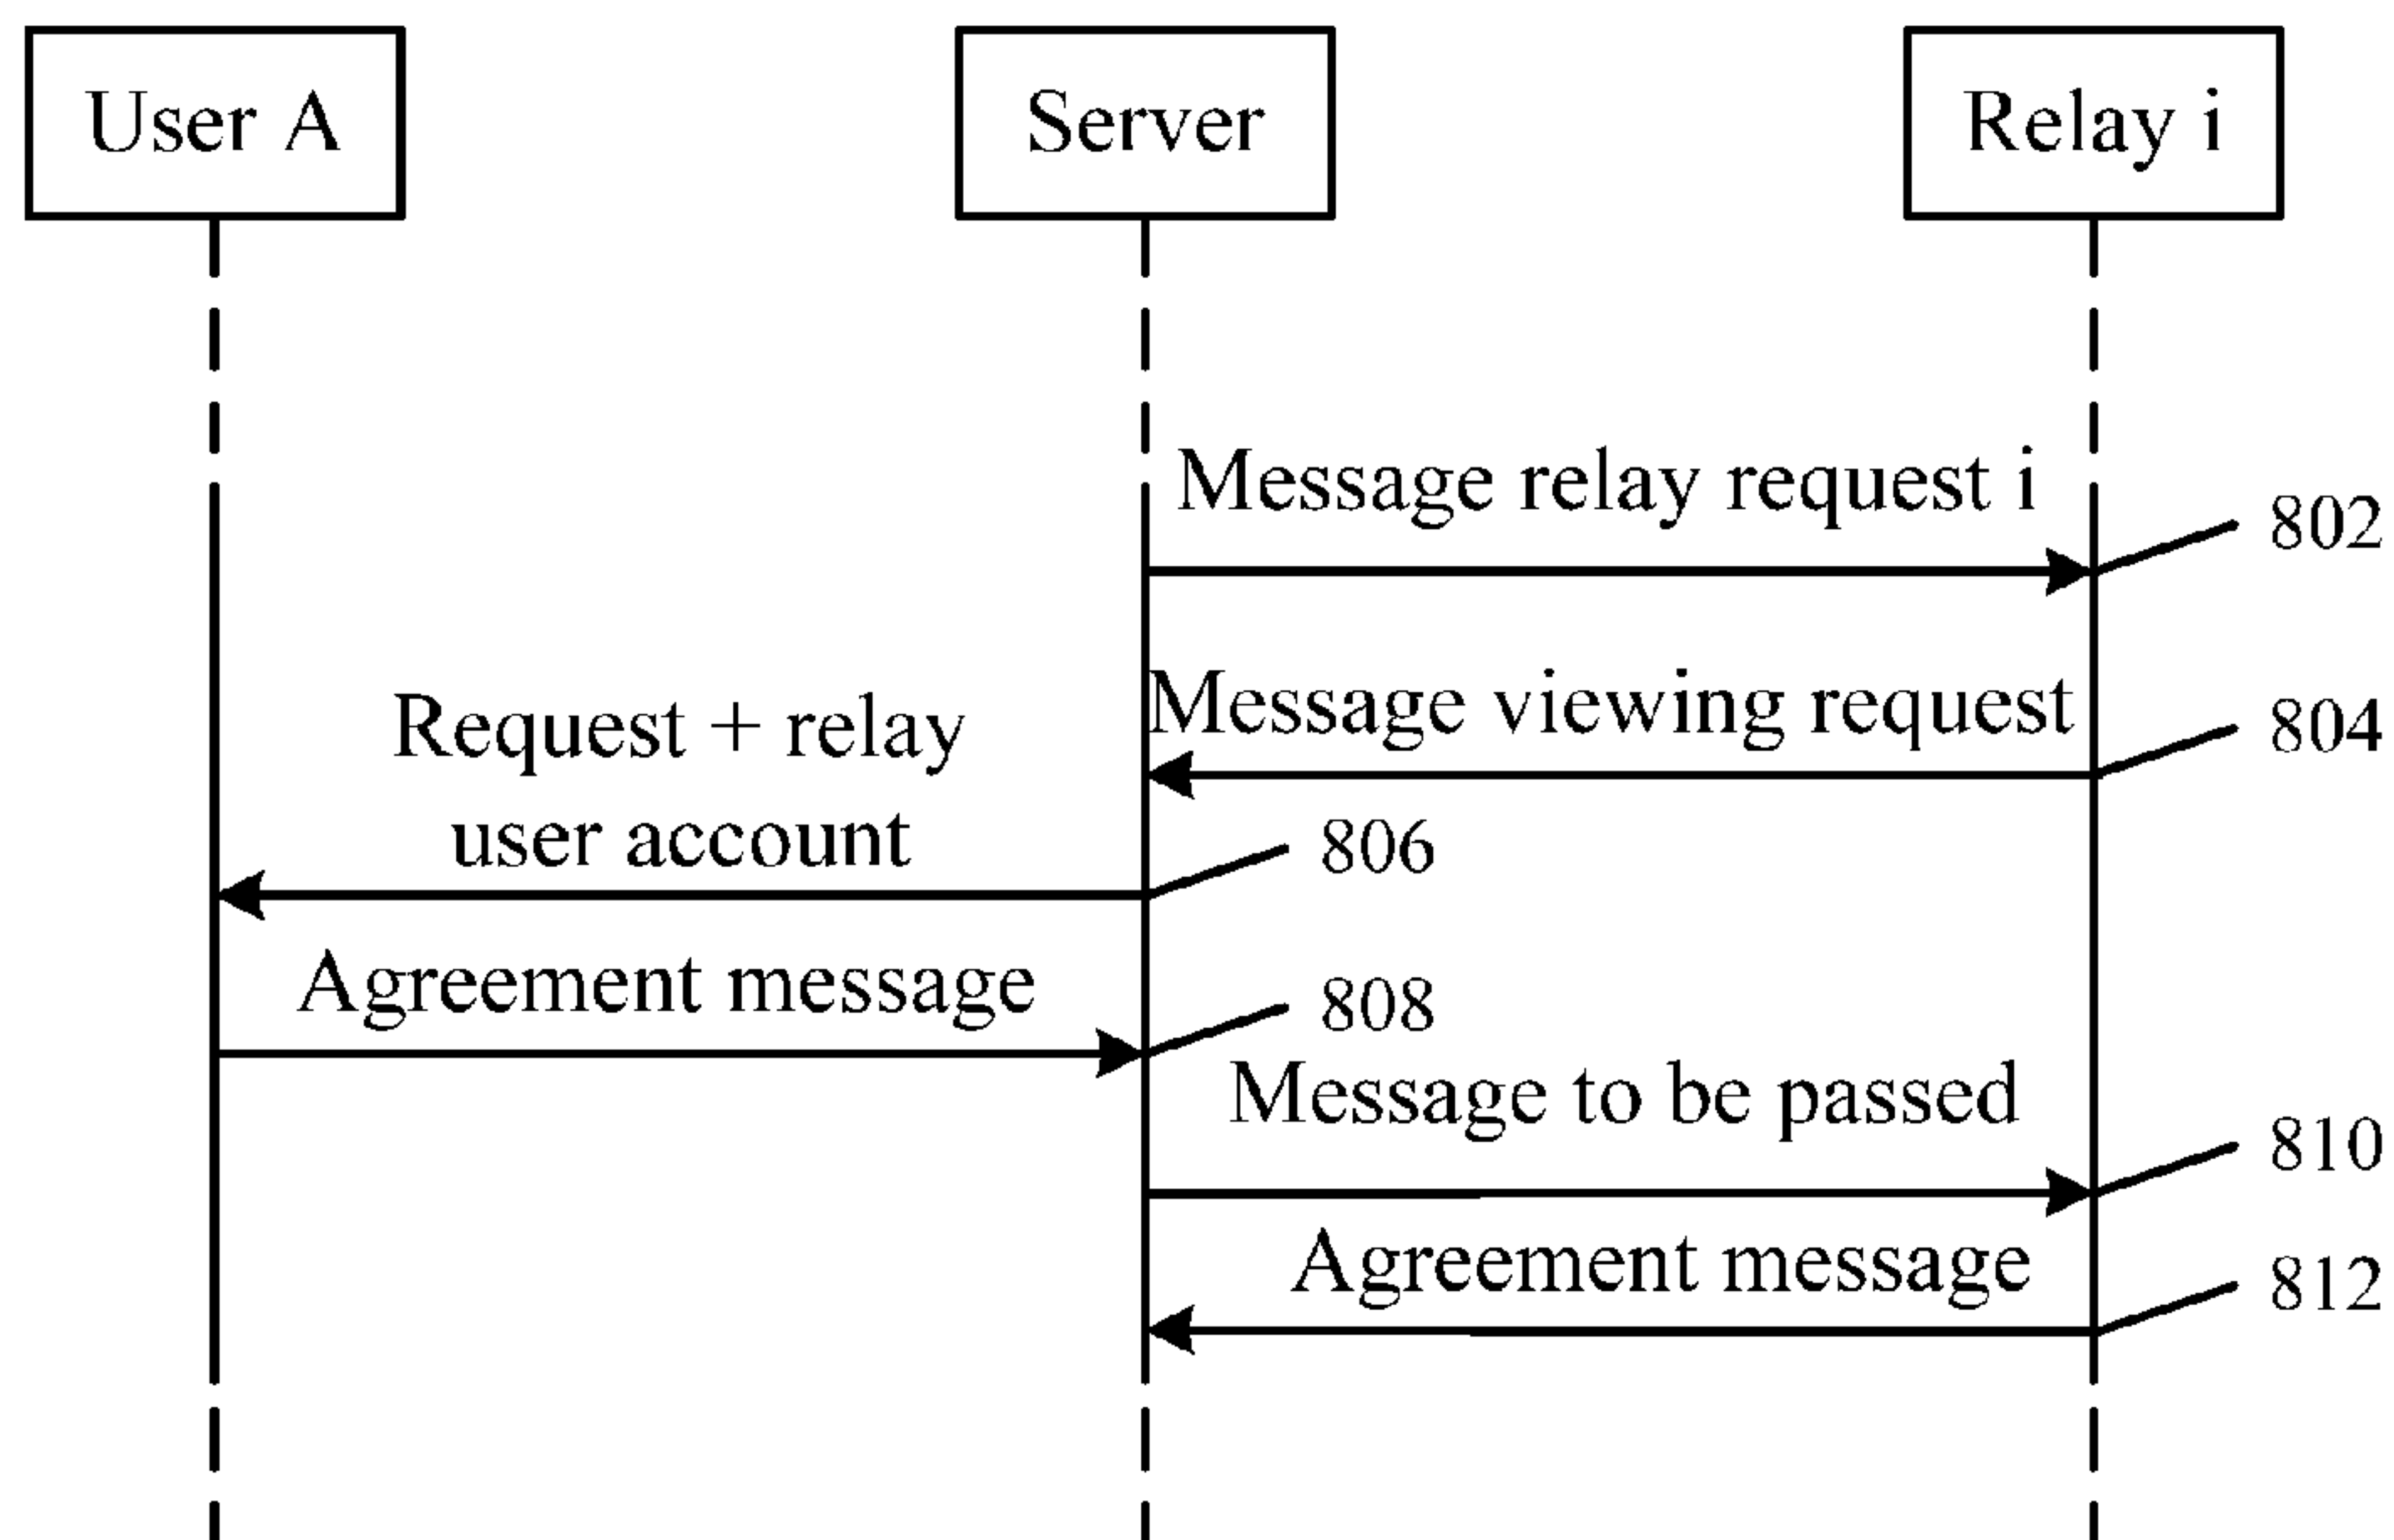 User A
Server
Relay i
Message relay request i
802
Message viewing request
804
Request + relay
user account
806
Agreement message
808
Message to be passed
810
Agreement message
812